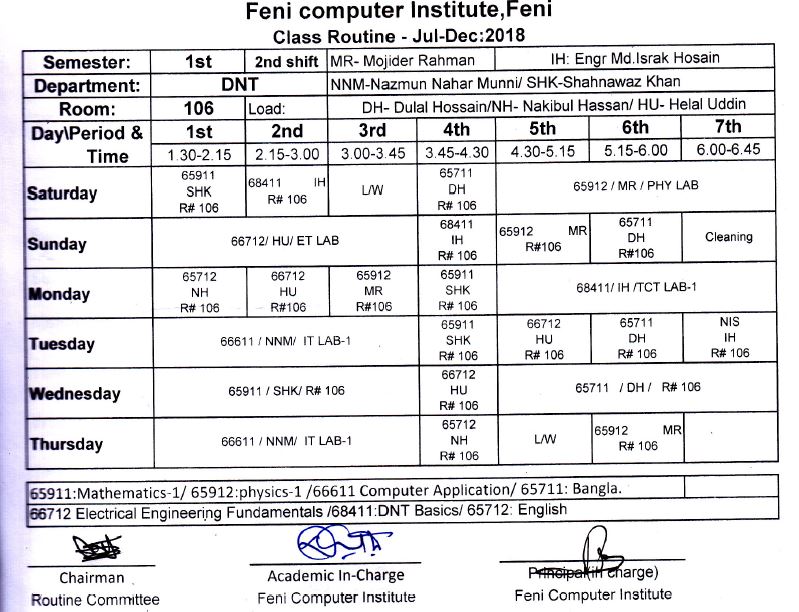 Feni computer Institute,Feni
Class Routine - Jul-Dec:2018
Semester: 1st 2nd shift MR- Mojider Rahman IH: Engr Md.Israk Hosain
Department: DNT NNM-Nazmun Nahar Munni/ SHK-Shahnawaz Khan
Room: 106 Load: DH- Dulal Hossain/NH- Nakibul Hassan/ HU- Helal Uddin
Day\Period & Time 1st 2nd 3rd 4th 5th 6th 7th
1.30-2.15 2.15-3.00 3.00-3.45 3.45-4.30 4.30-5.15 5.15-6.00 6.00-6.45
Saturday 65911 SHK R# 106 68411 IH R# 106 L/W 65711 DH R# 106 65912 / MR / PHY LAB
Sunday 66712/ HU/ ET LAB 68411 IH R# 106 65912 MR R#106 65711 DH R#106 Cleaning
Monday 65712 NH R# 106 66712 HU R#106 65912 MR R#106 65911 SHK R# 106 68411/ IH /TCT LAB-1
Tuesday 66611 / NNM/ IT LAB-1 65911 SHK R# 106 66712 HU R# 106 65711 DH R# 106 NIS IH R# 106
Wednesday 65911 / SHK/ R# 106 66712 HU R# 106 65711 / DH / R# 106
Thursday 66611 / NNM/ IT LAB-1 65712 NH R# 106 L/W 65912 MR R# 106
65911:Mathematics-1/ 65912:physics-1 /66611 Computer Application/ 65711: Bangla.
66712 Electrical Engineering Fundamentals /68411:DNT Basics/ 65712: English
Chairman Academic In-Charge Principal(in charge)
Routine Committee Feni Computer Institute Feni Computer Institute